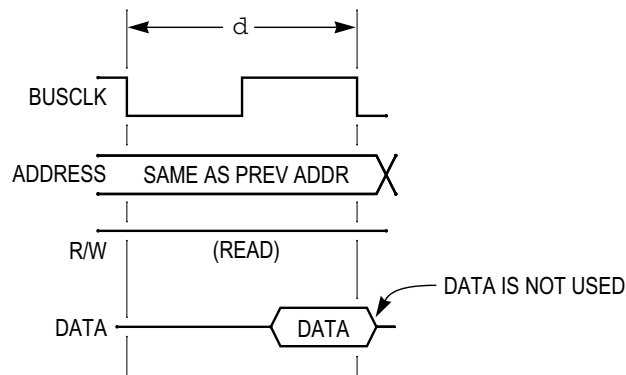 d
BUSCLK
ADDRESS SAME AS PREV ADDR
R/W (READ)
DATA IS NOT USED
DATA DATA